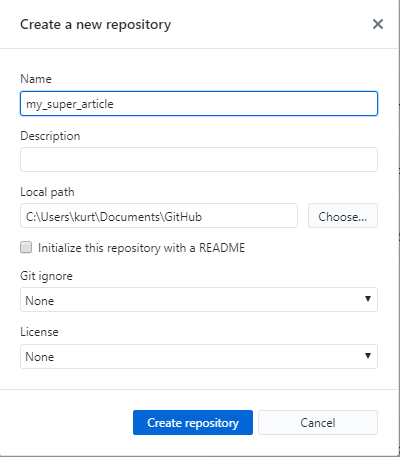 Create a new repository
Name
my_super_article
Description
Local path
C:\Users\kurt\Documents\GitHub
Choose...
Initialize this repository with a README
Git ignore
None
License
None
Create repository
Cancel